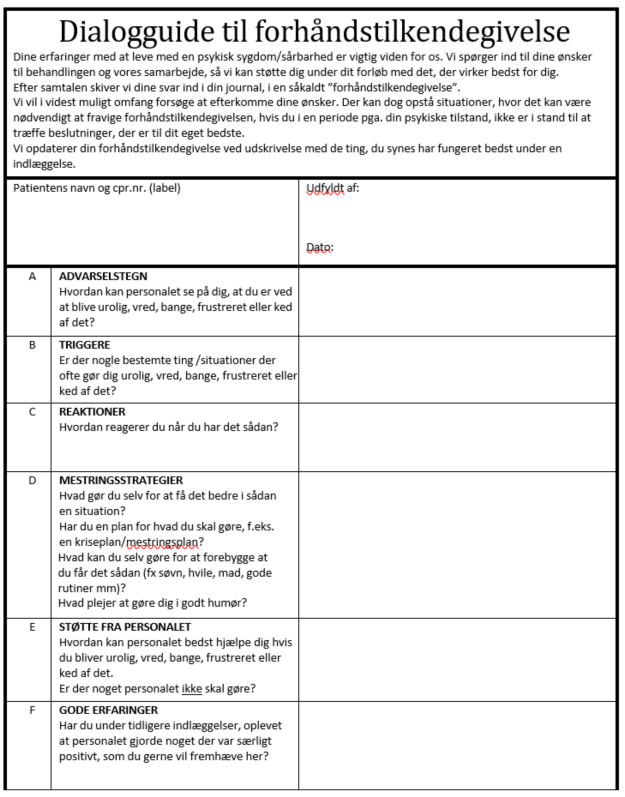 Dialogguide til forhåndstilkendegivelse
Dine erfaringer med at leve med en psykisk sygdom/sårbarhed er vigtig viden for os. Vi spørger ind til dine ønsker
til behandlingen og vores samarbejde, så vi kan støtte dig under dit forløb med det, der virker bedst for dig.
Efter samtalen skiver vi dine svar ind i din journal, i en såkaldt ”forhåndstilkendegivelse”.
Vi vil i videst muligt omfang forsøge at efterkomme dine ønsker. Der kan dog opstå situationer, hvor det kan være
nødvendigt at fravige forhåndstilkendegivelsen, hvis du i en periode pga. din psykiske tilstand, ikke er i stand til at
træffe beslutninger, der er til dit eget bedste.
Vi opdaterer din forhåndstilkendegivelse ved udskrivelse med de ting, du synes har fungeret bedst under en
indlæggelse.
Patientens navn og cpr.nr. (label)
Udfyldt af:
Dato:
A
ADVARSELSTEGN
Hvordan kan personalet se på dig, at du er ved
at blive urolig, vred, bange, frustreret eller ked
af det?
B
TRIGGERE
Er der nogle bestemte ting /situationer der
ofte gør dig urolig, vred, bange, frustreret eller
ked af det?
C
REAKTIONER
Hvordan reagerer du når du har det sådan?
D
MESTRINGSSTRATEGIER
Hvad gør du selv for at få det bedre i sådan
en situation?
Har du en plan for hvad du skal gøre, f.eks.
en kriseplan/mestringsplan?
Hvad kan du selv gøre for at forebygge at
du får det sådan (fx søvn, hvile, mad, gode
rutiner mm)?
Hvad plejer at gøre dig i godt humør?
E
STØTTE FRA PERSONALET
Hvordan kan personalet bedst hjælpe dig hvis
du bliver urolig, vred, bange, frustreret eller
ked af det.
Er der noget personalet ikke skal gøre?
F
GODE ERFARINGER
Har du under tidligere indlæggelser, oplevet
at personalet gjorde noget der var særligt
positivt, som du gerne vil fremhæve her?